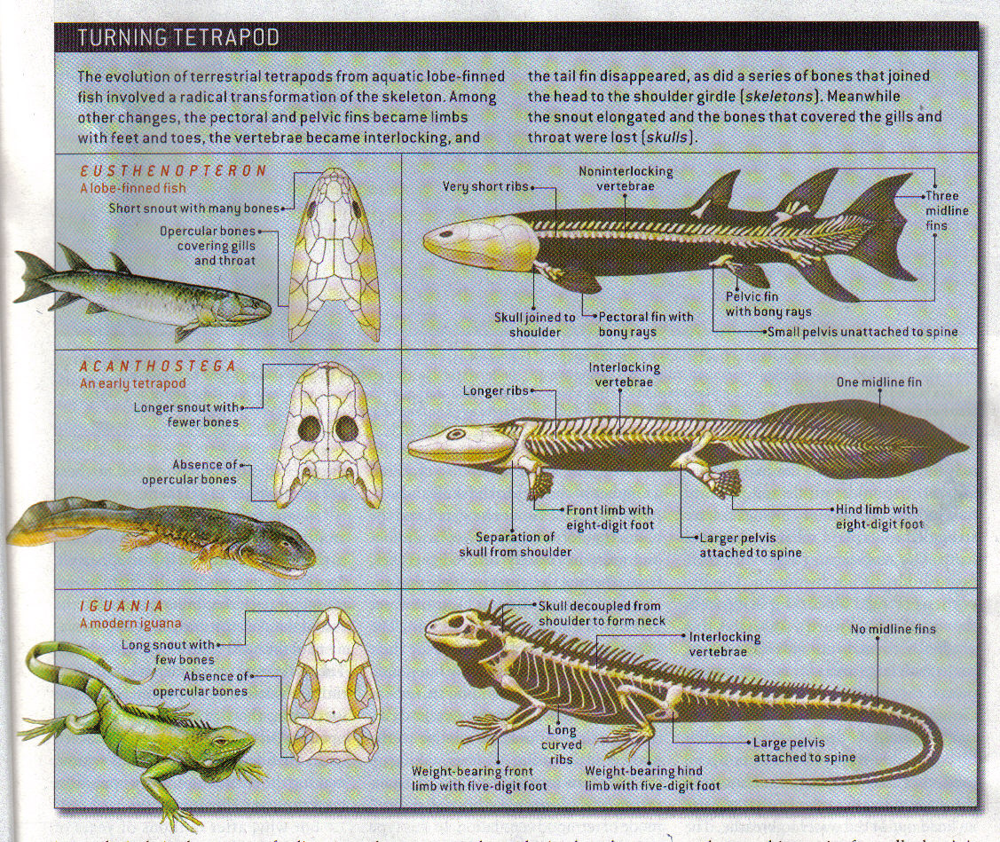 TURNING TETRAPOD
The evolution of terrestrial tetrapods from aquatic lobe-finned
fish involved a radical transformation of the skeleton. Among
other changes, the pectoral and pelvic fins became limbs
with feet and toes, the vertebrae became interlocking, and
the tail fin disappeared, as did a series of bones that joined
the head to the shoulder girdle (skeletons). Meanwhile
the snout elongated and the bones that covered the gills and
throat were lost (skulls).
EUSTHENOPTERON
A lobe-finned fish
Short snout with many bones
Opercular bones
covering gills
and throat
Very short ribs
Noninterlocking
vertebrae
Three
midline
fins
Skull joined to
shoulder
Pectoral fin with
bony rays
Pelvic fin
with bony rays
Small pelvis unattached to spine
ACANTHOSTEGA
An early tetrapod
Longer snout with
fewer bones
Absence of
opercular bones
Longer ribs
Interlocking
vertebrae
One midline fin
Front limb with
eight-digit foot
Separation of
skull from shoulder
Larger pelvis
attached to spine
Hind limb with
eight-digit foot
IGUANIA
A modern iguana
Long snout with
few bones
Absence of
opercular bones
Skull decoupled from
shoulder to form neck
Interlocking
vertebrae
No midline fins
Long
curved
ribs
Large pelvis
attached to spine
Weight-bearing front
limb with five-digit foot
Weight-bearing hind
limb with five-digit foot